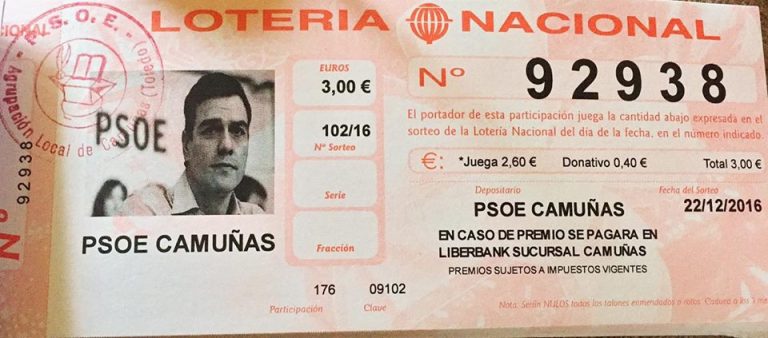 LOTERIA NACIONAL
P.S.O.E. - Agrupación Local de Camuñas (Toledo)
PSOE
PSOE CAMUÑAS
Nº 92938
EUROS
3,00 €
102/16
Nº Sorteo
Serie
Fracción
Nº 92938
El portador de esta participación juega la cantidad abajo expresada en el
sorteo de la Lotería Nacional del día de la fecha, en el número indicado.
€: *Juega 2,60 € Donativo 0,40 € Total 3,00 €
Depositario Fecha del Sorteo
PSOE CAMUÑAS 22/12/2016
EN CASO DE PREMIO SE PAGARA EN
LIBERBANK SUCURSAL CAMUÑAS
PREMIOS SUJETOS A IMPUESTOS VIGENTES
176 09102
Participación Clave
Nota. Serán NULOS todos los talones enmendados o rotos. Caduca a los